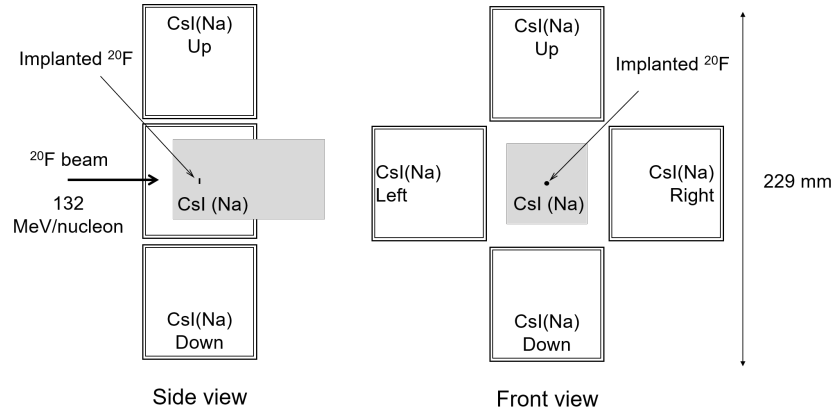 CsI(Na)
Up
Implanted ²⁰F
²⁰F beam
132
MeV/nucleon
CsI (Na)
CsI(Na)
Down
Side view
CsI(Na)
Up
Implanted ²⁰F
CsI(Na)
Left
CsI (Na)
CsI(Na)
Right
229 mm
CsI(Na)
Down
Front view